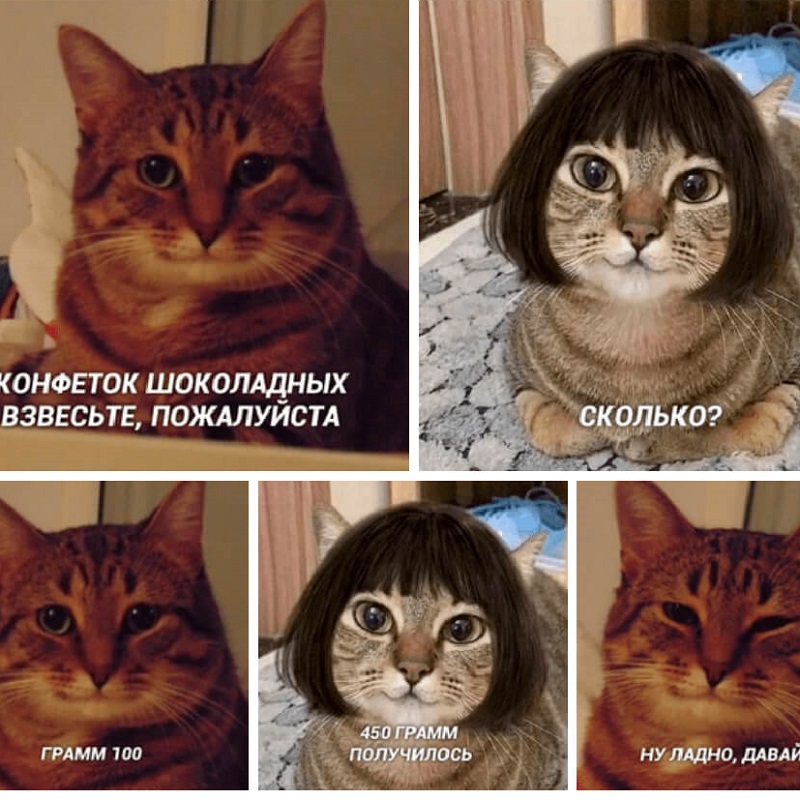 КОНФЕТОК ШОКОЛАДНЫХ
ВЗВЕСЬТЕ, ПОЖАЛУЙСТА
СКОЛЬКО?
ГРАММ 100
450 ГРАММ
ПОЛУЧИЛОСЬ
НУ ЛАДНО, ДАВАЙ